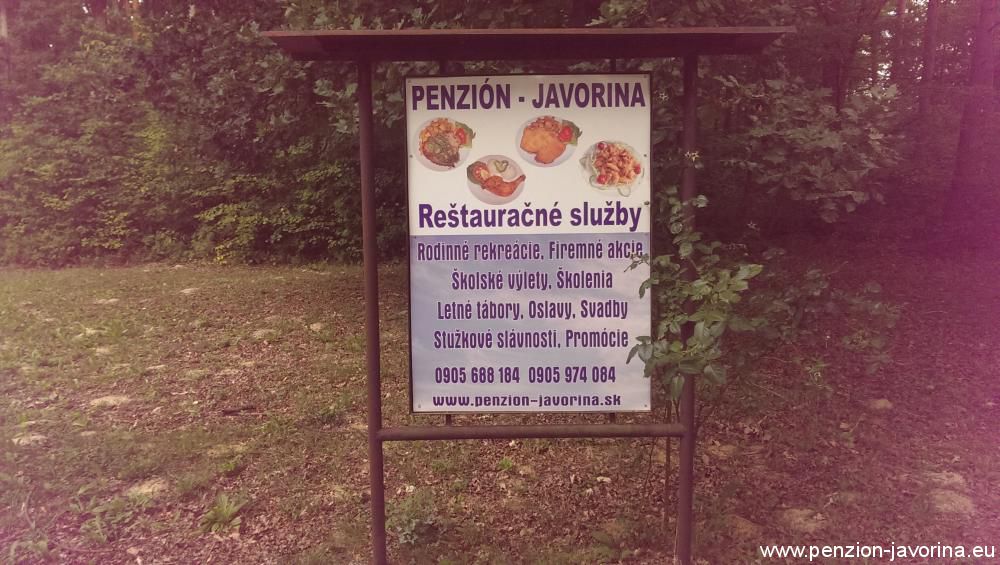 PENZIÓN - JAVORINA
Reštauračné služby
Rodinné rekreácie, Firemné akcie
Školské výlety, Školenia
Letné tábory, Oslavy, Svadby
Stužkové slávnosti, Promócie
0905 688 184 0905 974 084
www.penzion-javorina.sk
www.penzion-javorina.eu